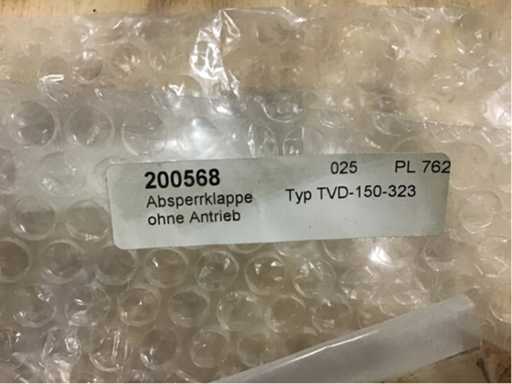 200568 025 PL 762
Absperrklappe Typ TVD-150-323
ohne Antrieb